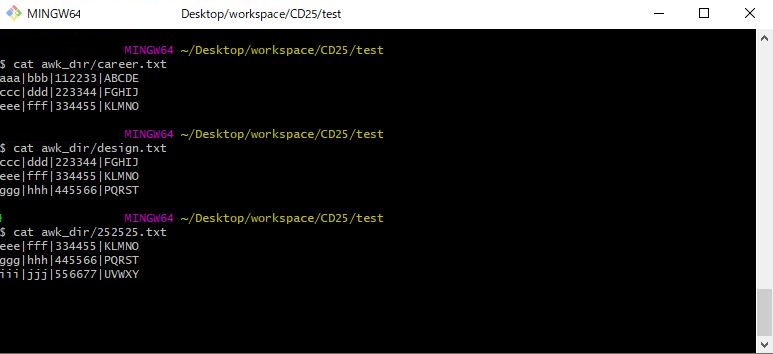 MINGW64 Desktop/workspace/CD25/test
MINGW64 ~/Desktop/workspace/CD25/test
$ cat awk_dir/career.txt
aaa|bbb|112233|ABCDE
ccc|ddd|223344|FGHIJ
eee|fff|334455|KLMNO
MINGW64 ~/Desktop/workspace/CD25/test
$ cat awk_dir/design.txt
ccc|ddd|223344|FGHIJ
eee|fff|334455|KLMNO
ggg|hhh|445566|PQRST
MINGW64 ~/Desktop/workspace/CD25/test
$ cat awk_dir/252525.txt
eee|fff|334455|KLMNO
ggg|hhh|445566|PQRST
iii|jjj|556677|UVWXY